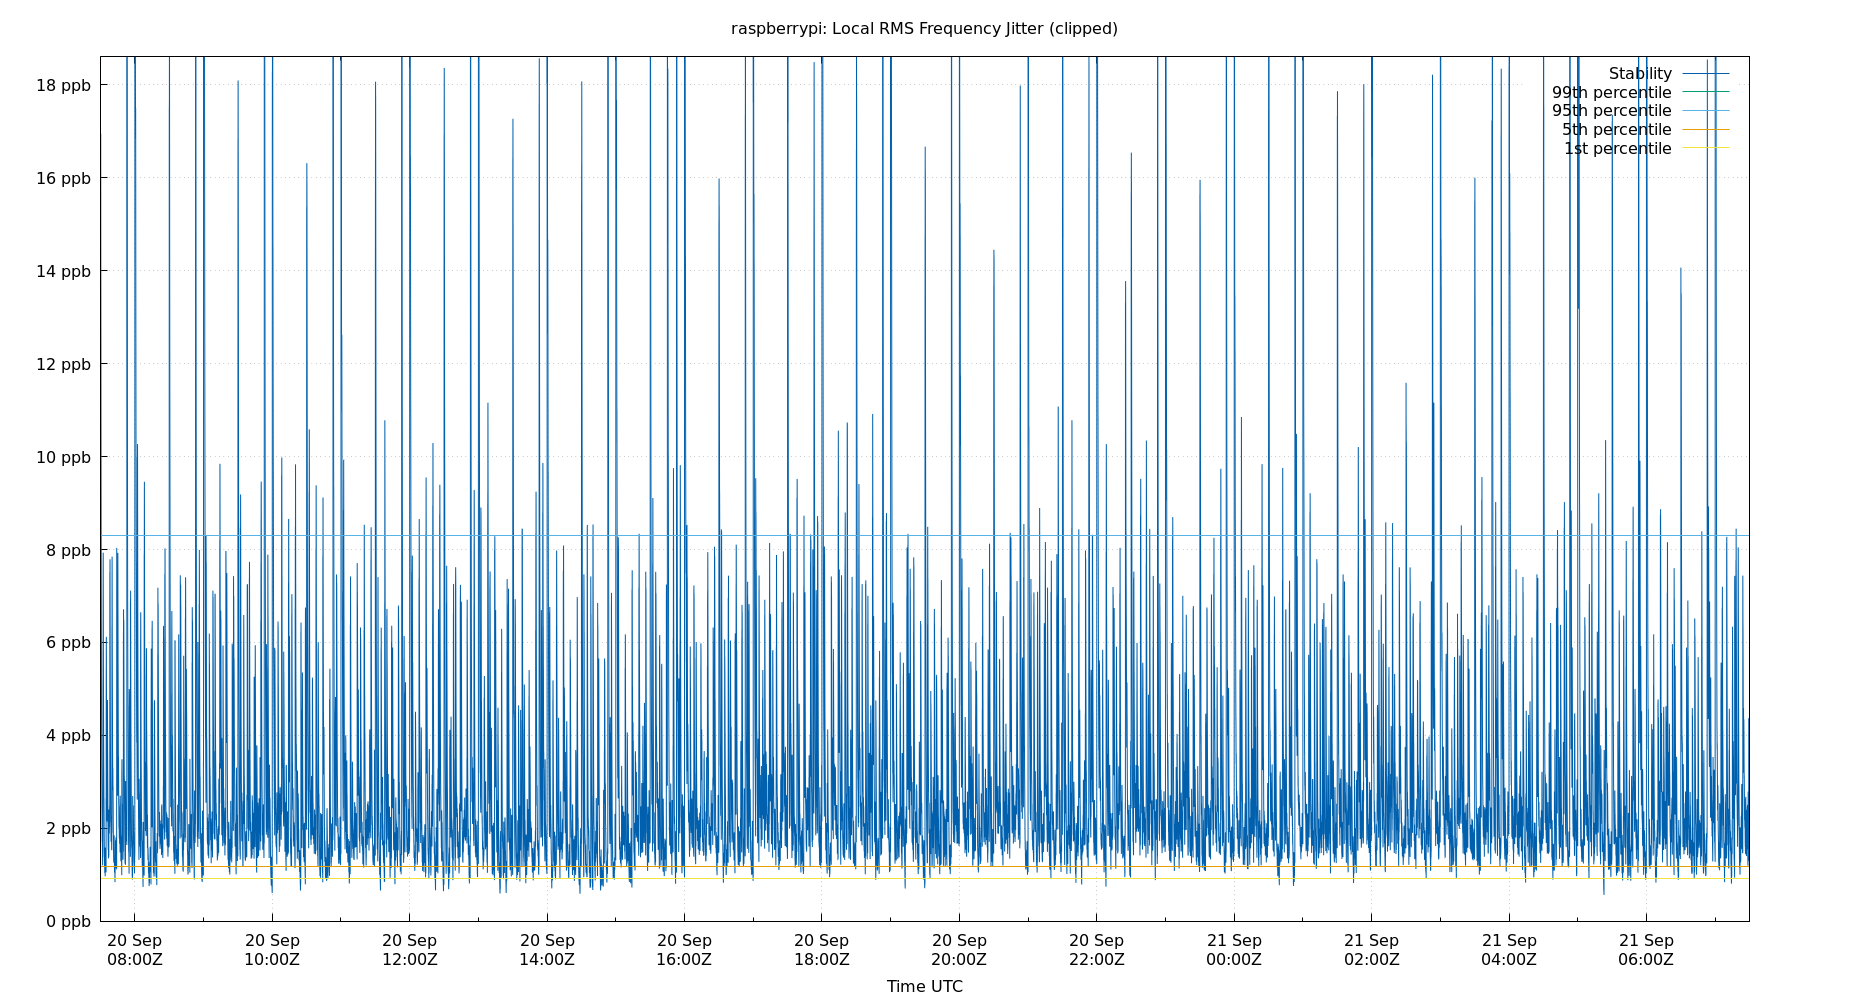 raspberrypi: Local RMS Frequency Jitter (clipped)
18 ppb
16 ppb
14 ppb
12 ppb
10 ppb
8 ppb
6 ppb
4 ppb
2 ppb
0 ppb
Stability
99th percentile
95th percentile
5th percentile
1st percentile
20 Sep 20 Sep 20 Sep 20 Sep 20 Sep 20 Sep 20 Sep 20 Sep 21 Sep 21 Sep 21 Sep 21 Sep
08:00Z 10:00Z 12:00Z 14:00Z 16:00Z 18:00Z 20:00Z 22:00Z 00:00Z 02:00Z 04:00Z 06:00Z
Time UTC